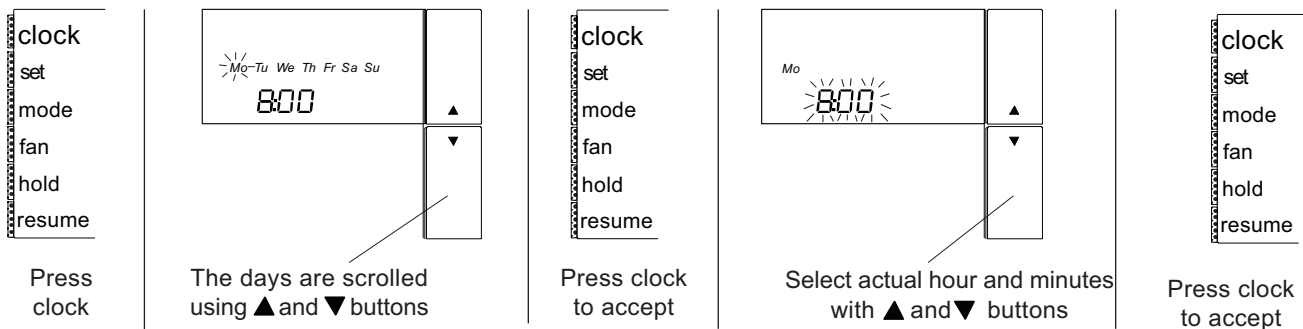 clock
set
mode
fan
hold
resume
Press
clock
Mo Tu We Th Fr Sa Su
8:00
▲
▼
The days are scrolled
using ▲ and ▼ buttons
clock
set
mode
fan
hold
resume
Press clock
to accept
Mo
8:00
▲
▼
Select actual hour and minutes
with ▲ and ▼ buttons
clock
set
mode
fan
hold
resume
Press clock
to accept